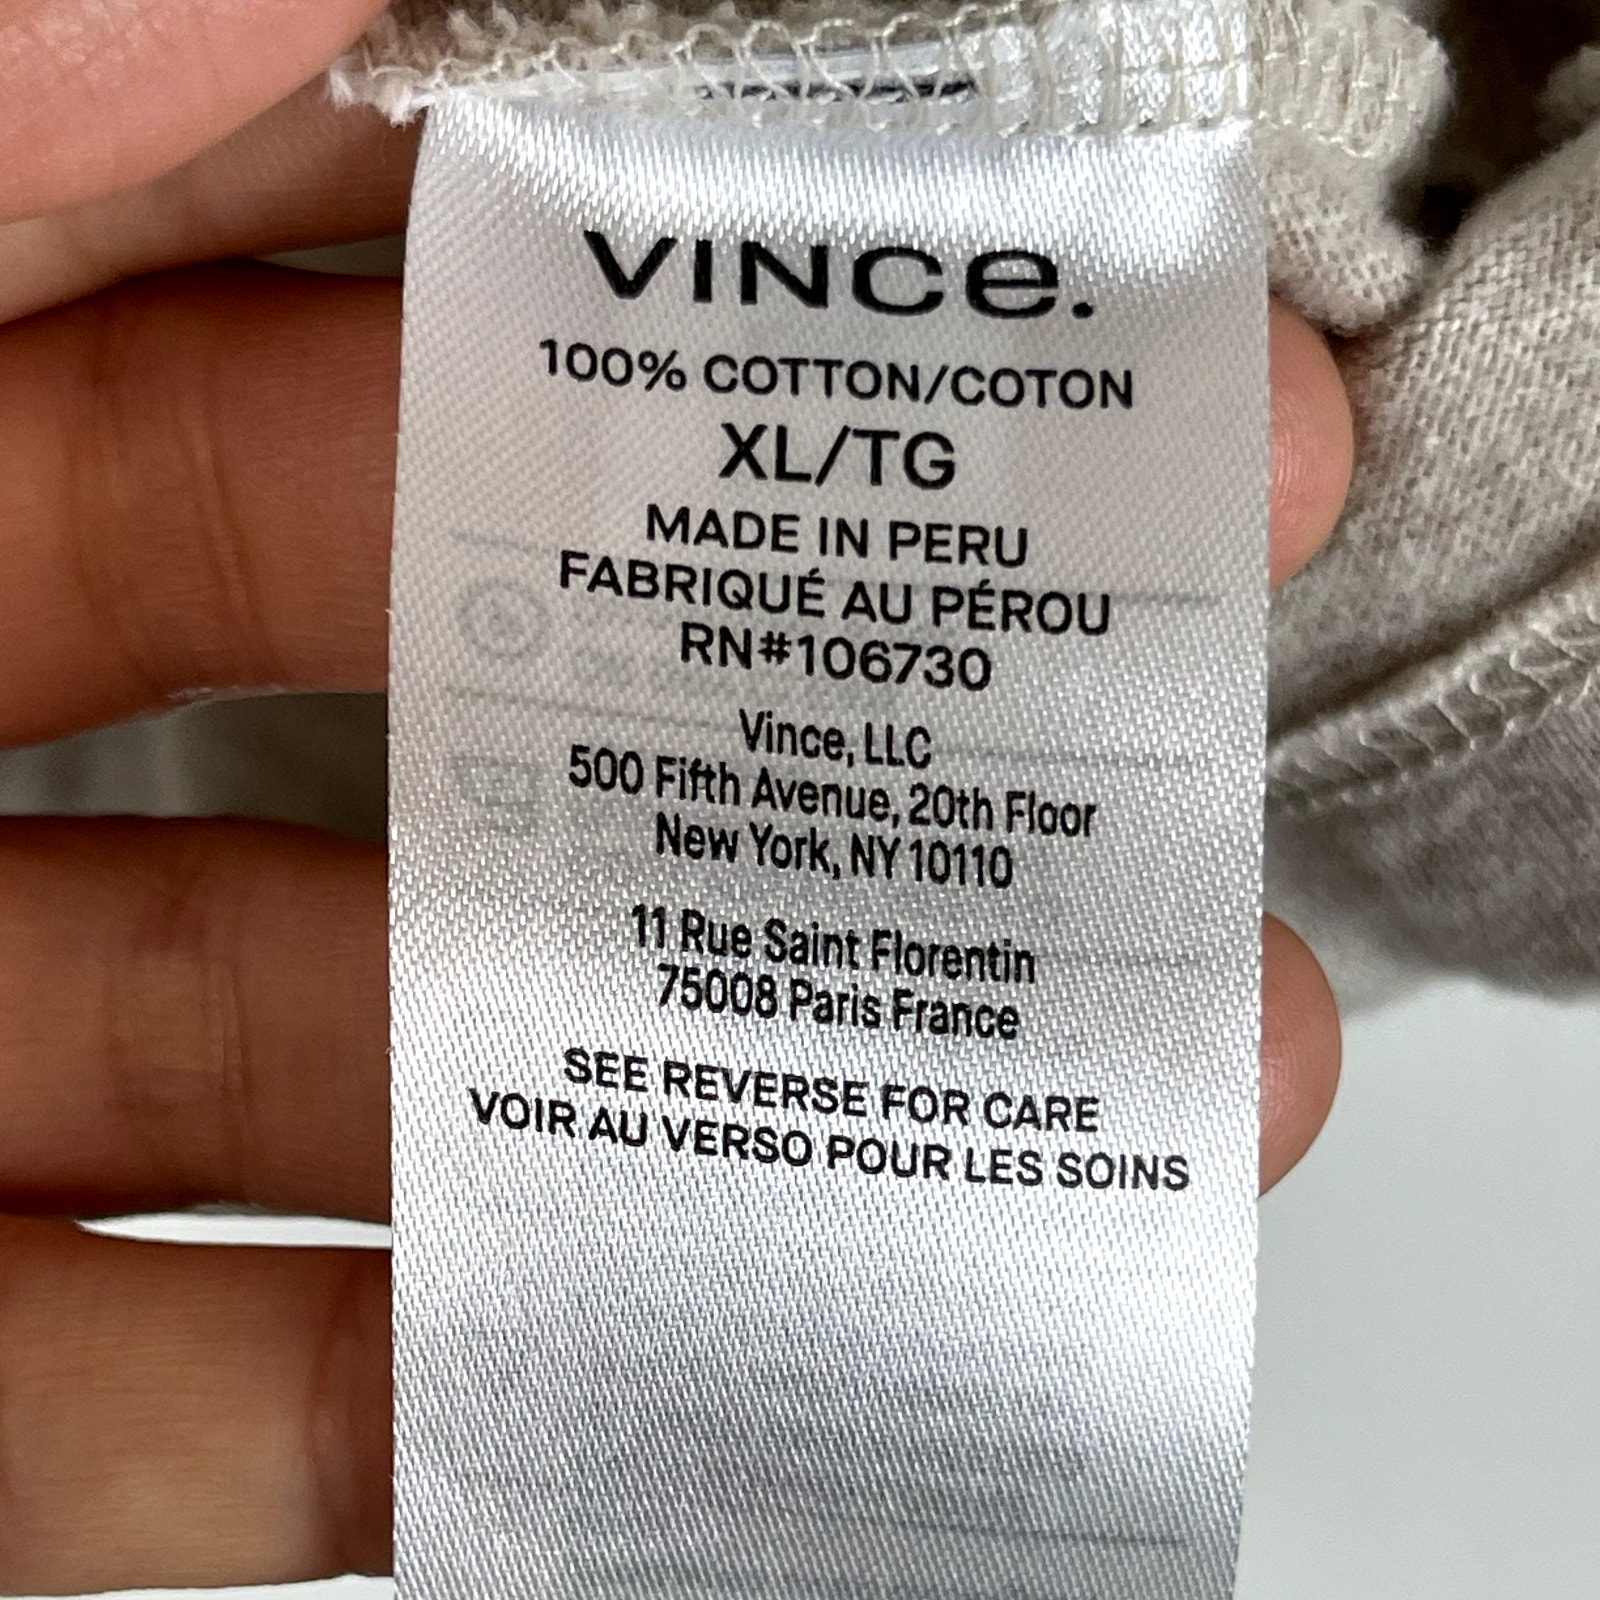 VINCe.
100% COTTON/COTON
XL/TG
MADE IN PERU
FABRIQUÉ AU PÉROU
RN#106730
Vince, LLC
500 Fifth Avenue, 20th Floor
New York, NY 10110
11 Rue Saint Florentin
75008 Paris France
SEE REVERSE FOR CARE
VOIR AU VERSO POUR LES SOINS